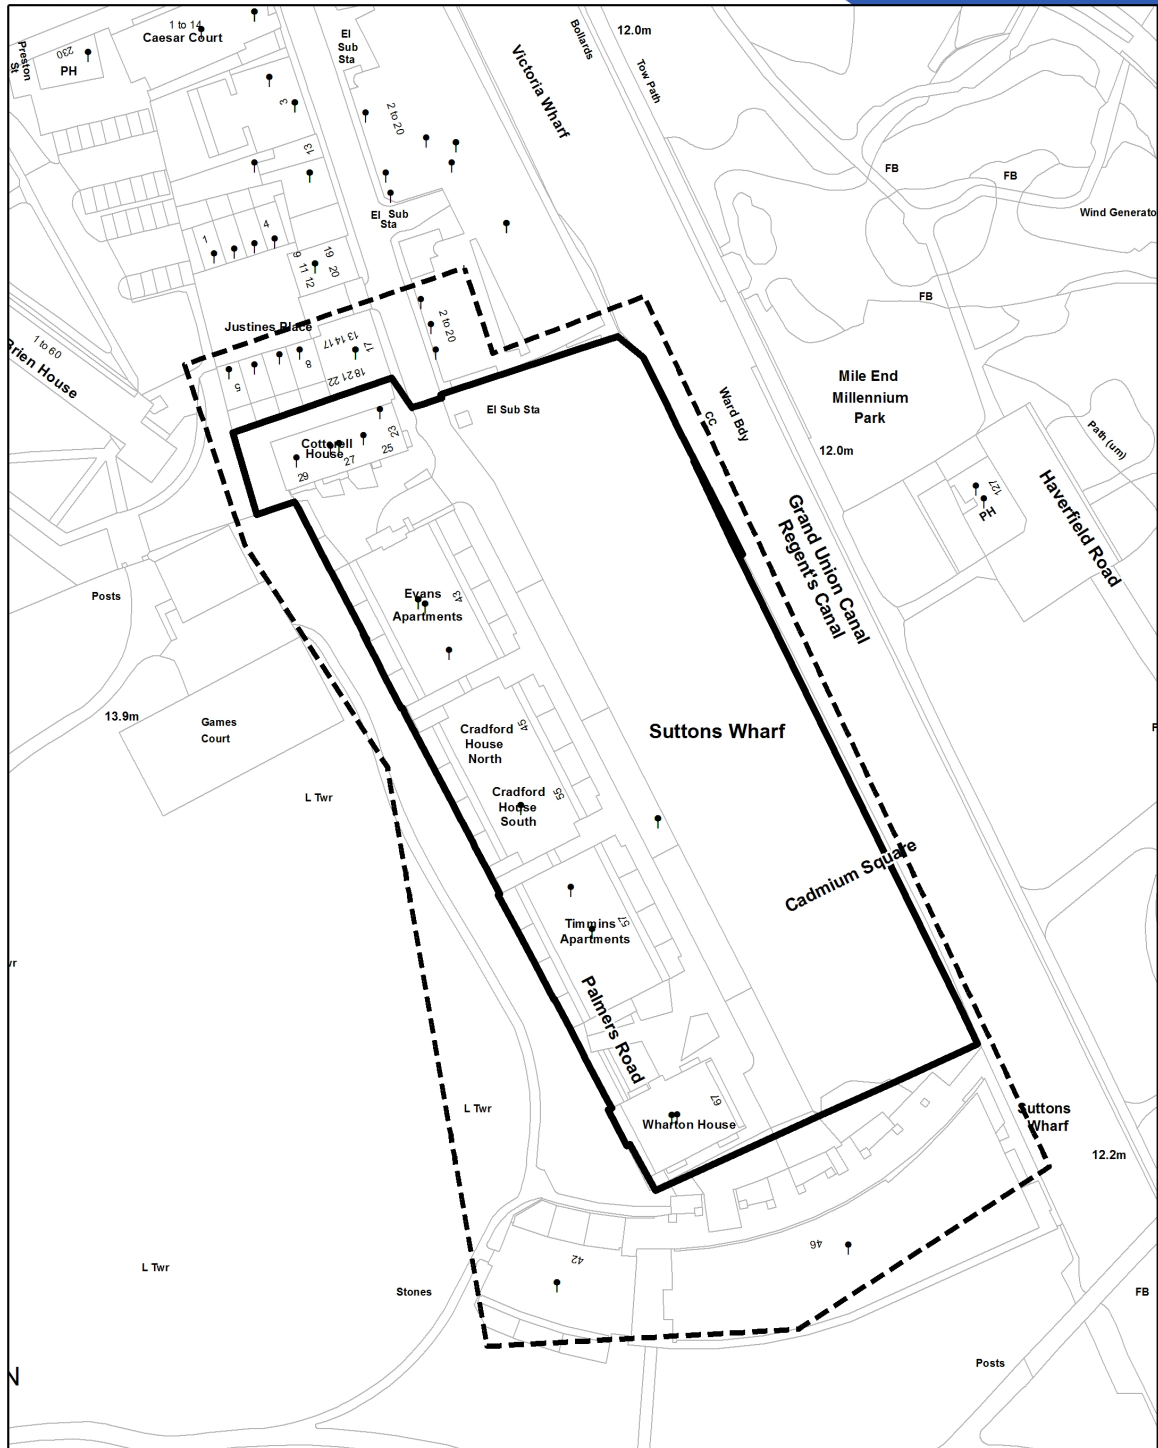 1 to 14
Caesar Court
230
PH
Preston
St
El
Sub
Sta
Bollards
12.0m
Victoria Wharf
Tow Path
3
2 to 20
13
FB
FB
Wind Generato
El Sub
Sta
1
4
9
11
12
19
20
FB
Justines Place
2 to 20
1 to 60
Brien House
5
8
13 14 17
17
18 21 22
Mile End
Millennium
Park
Ward Bdy
CC
El Sub Sta
12.0m
Path (um)
Cotterell
House
23
25
27
29
127
PH
Haverfield Road
Grand Union Canal
Regent's Canal
Posts
Evans
Apartments
43
13.9m
Games
Court
Cradford
House
North
45
Suttons Wharf
L Twr
Cradford
House
South
55
Cadmium Square
Timmins
Apartments
57
vr
Palmers Road
L Twr
Wharton House
67
Suttons
Wharf
12.2m
46
42
L Twr
Stones
FB
Posts
N